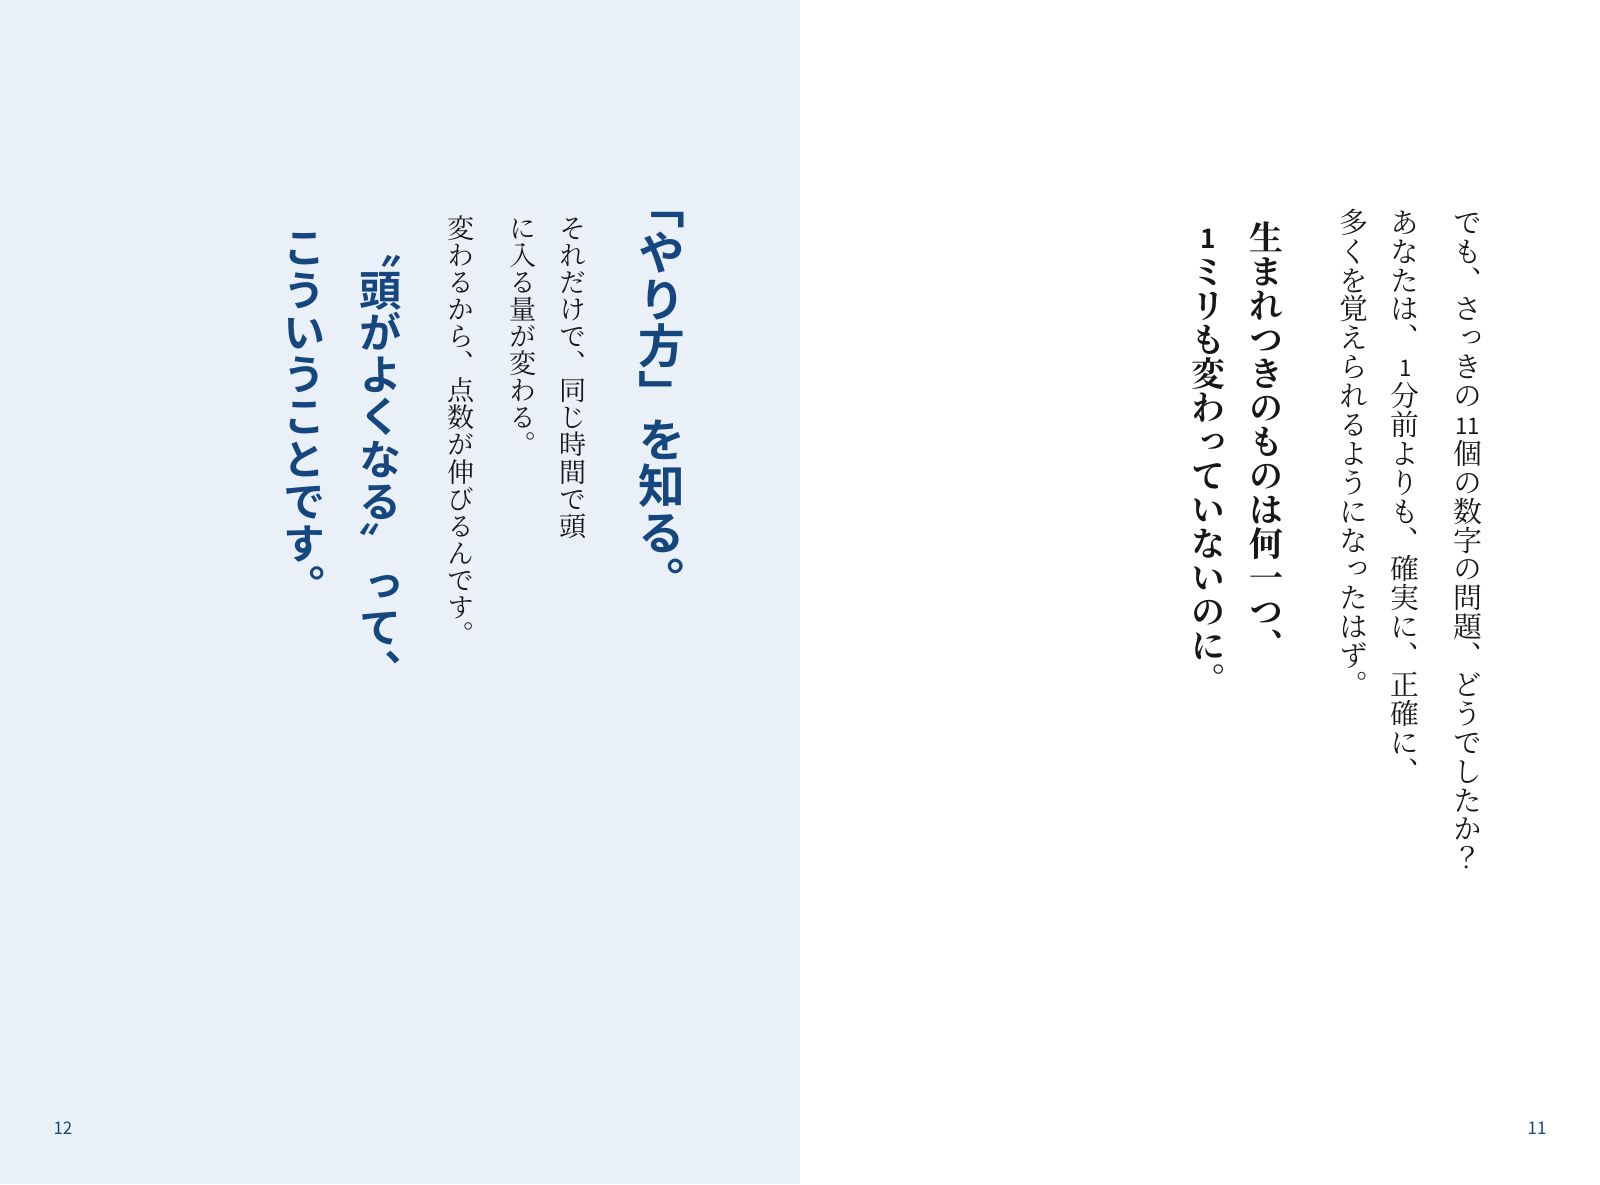 でも、さっきの11個の数字の問題、どうでしたか？
あなたは、1分前よりも、確実に、正確に、
多くを覚えられるようになったはず。
生まれつきのものは何一つ、
1ミリも変わっていないのに。
11
「やり方」を知る。
それだけで、同じ時間で頭
に入る量が変わる。
変わるから、点数が伸びるんです。
〝頭がよくなる〟って、
こういうことです。
12